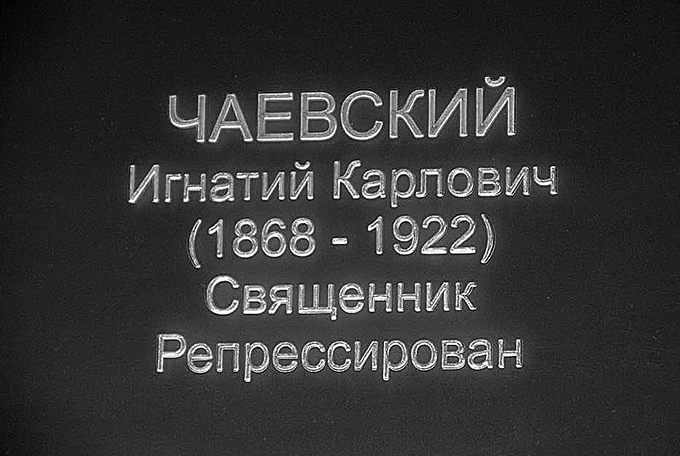 ЧАЕВСКИЙ
Игнатий Карлович
(1868 - 1922)
Священник
Репрессирован